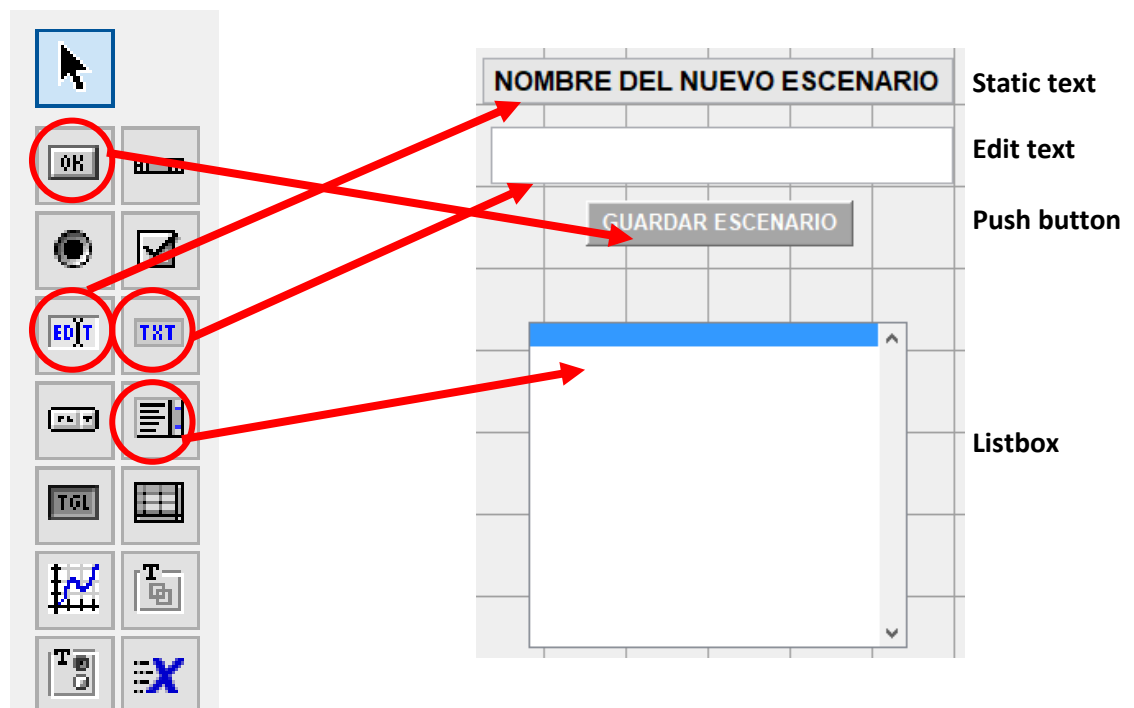 NOMBRE DEL NUEVO ESCENARIO
Static text
Edit text
GUARDAR ESCENARIO
Push button
Listbox
OK
EDIT
TXT
TGL
T
T
X